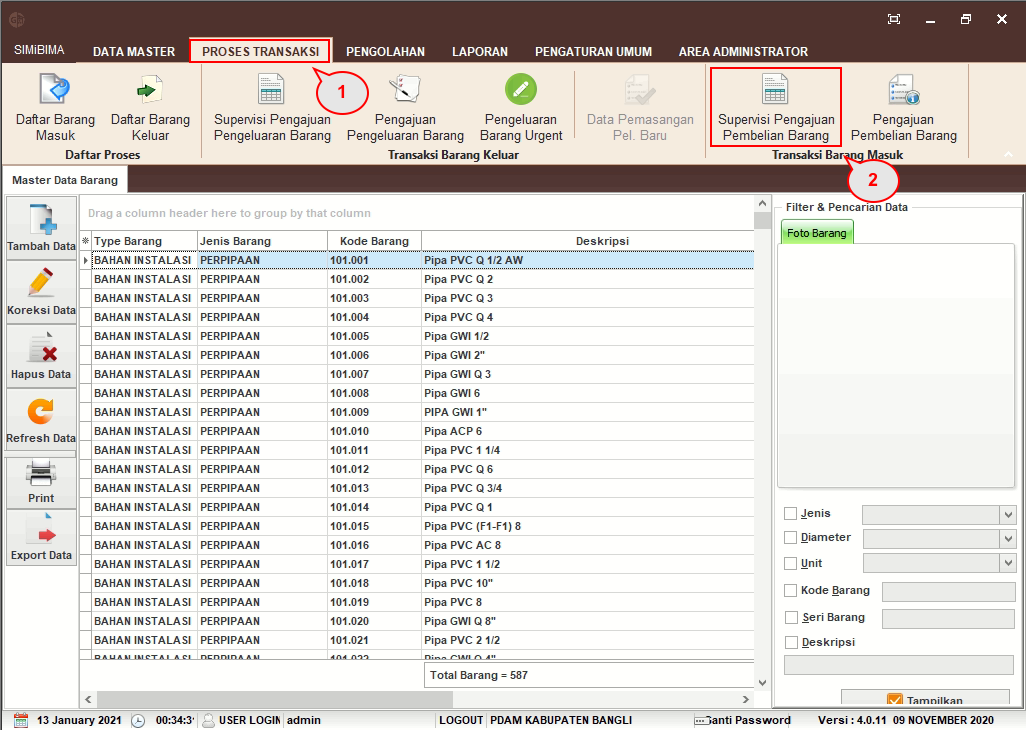 SIMiBIMA DATA MASTER PROSES TRANSAKSI PENGOLAHAN LAPORAN PENGATURAN UMUM AREA ADMINISTRATOR
1
Daftar Barang Masuk
Daftar Barang Keluar
Supervisi Pengajuan Pengeluaran Barang
Pengajuan Pengeluaran Barang
Pengeluaran Barang Urgent
Data Pemasangan Pel. Baru
Supervisi Pengajuan Pembelian Barang
Pengajuan Pembelian Barang
Daftar Proses
Transaksi Barang Keluar
Transaksi Barang Masuk
2
Master Data Barang
Tambah Data
Koreksi Data
Hapus Data
Refresh Data
Print
Export Data
Drag a column header here to group by that column
Type Barang Jenis Barang Kode Barang Deskripsi
BAHAN INSTALASI PERPIPAAN 101.001 Pipa PVC Q 1/2 AW
BAHAN INSTALASI PERPIPAAN 101.002 Pipa PVC Q 2
BAHAN INSTALASI PERPIPAAN 101.003 Pipa PVC Q 3
BAHAN INSTALASI PERPIPAAN 101.004 Pipa PVC Q 4
BAHAN INSTALASI PERPIPAAN 101.005 Pipa GWI 1/2
BAHAN INSTALASI PERPIPAAN 101.006 Pipa GWI 2"
BAHAN INSTALASI PERPIPAAN 101.007 Pipa GWI Q 3
BAHAN INSTALASI PERPIPAAN 101.008 Pipa GWI 6
BAHAN INSTALASI PERPIPAAN 101.009 PIPA GWI 1"
BAHAN INSTALASI PERPIPAAN 101.010 Pipa ACP 6
BAHAN INSTALASI PERPIPAAN 101.011 Pipa PVC 1 1/4
BAHAN INSTALASI PERPIPAAN 101.012 Pipa PVC Q 6
BAHAN INSTALASI PERPIPAAN 101.013 Pipa PVC Q 3/4
BAHAN INSTALASI PERPIPAAN 101.014 Pipa PVC Q 1
BAHAN INSTALASI PERPIPAAN 101.015 Pipa PVC (F1-F1) 8
BAHAN INSTALASI PERPIPAAN 101.016 Pipa PVC AC 8
BAHAN INSTALASI PERPIPAAN 101.017 Pipa PVC 1 1/2
BAHAN INSTALASI PERPIPAAN 101.018 Pipa PVC 10"
BAHAN INSTALASI PERPIPAAN 101.019 Pipa PVC 8
BAHAN INSTALASI PERPIPAAN 101.020 Pipa GWI Q 8"
BAHAN INSTALASI PERPIPAAN 101.021 Pipa PVC 2 1/2
BAHAN INSTALASI PERPIPAAN 101.022
Total Barang = 587
Filter & Pencarian Data
Foto Barang
Jenis
Diameter
Unit
Kode Barang
Seri Barang
Deskripsi
Tampilkan
13 January 2021 00:34:3 USER LOGIN admin LOGOUT PDAM KABUPATEN BANGLI Ganti Password Versi : 4.0.11 09 NOVEMBER 2020